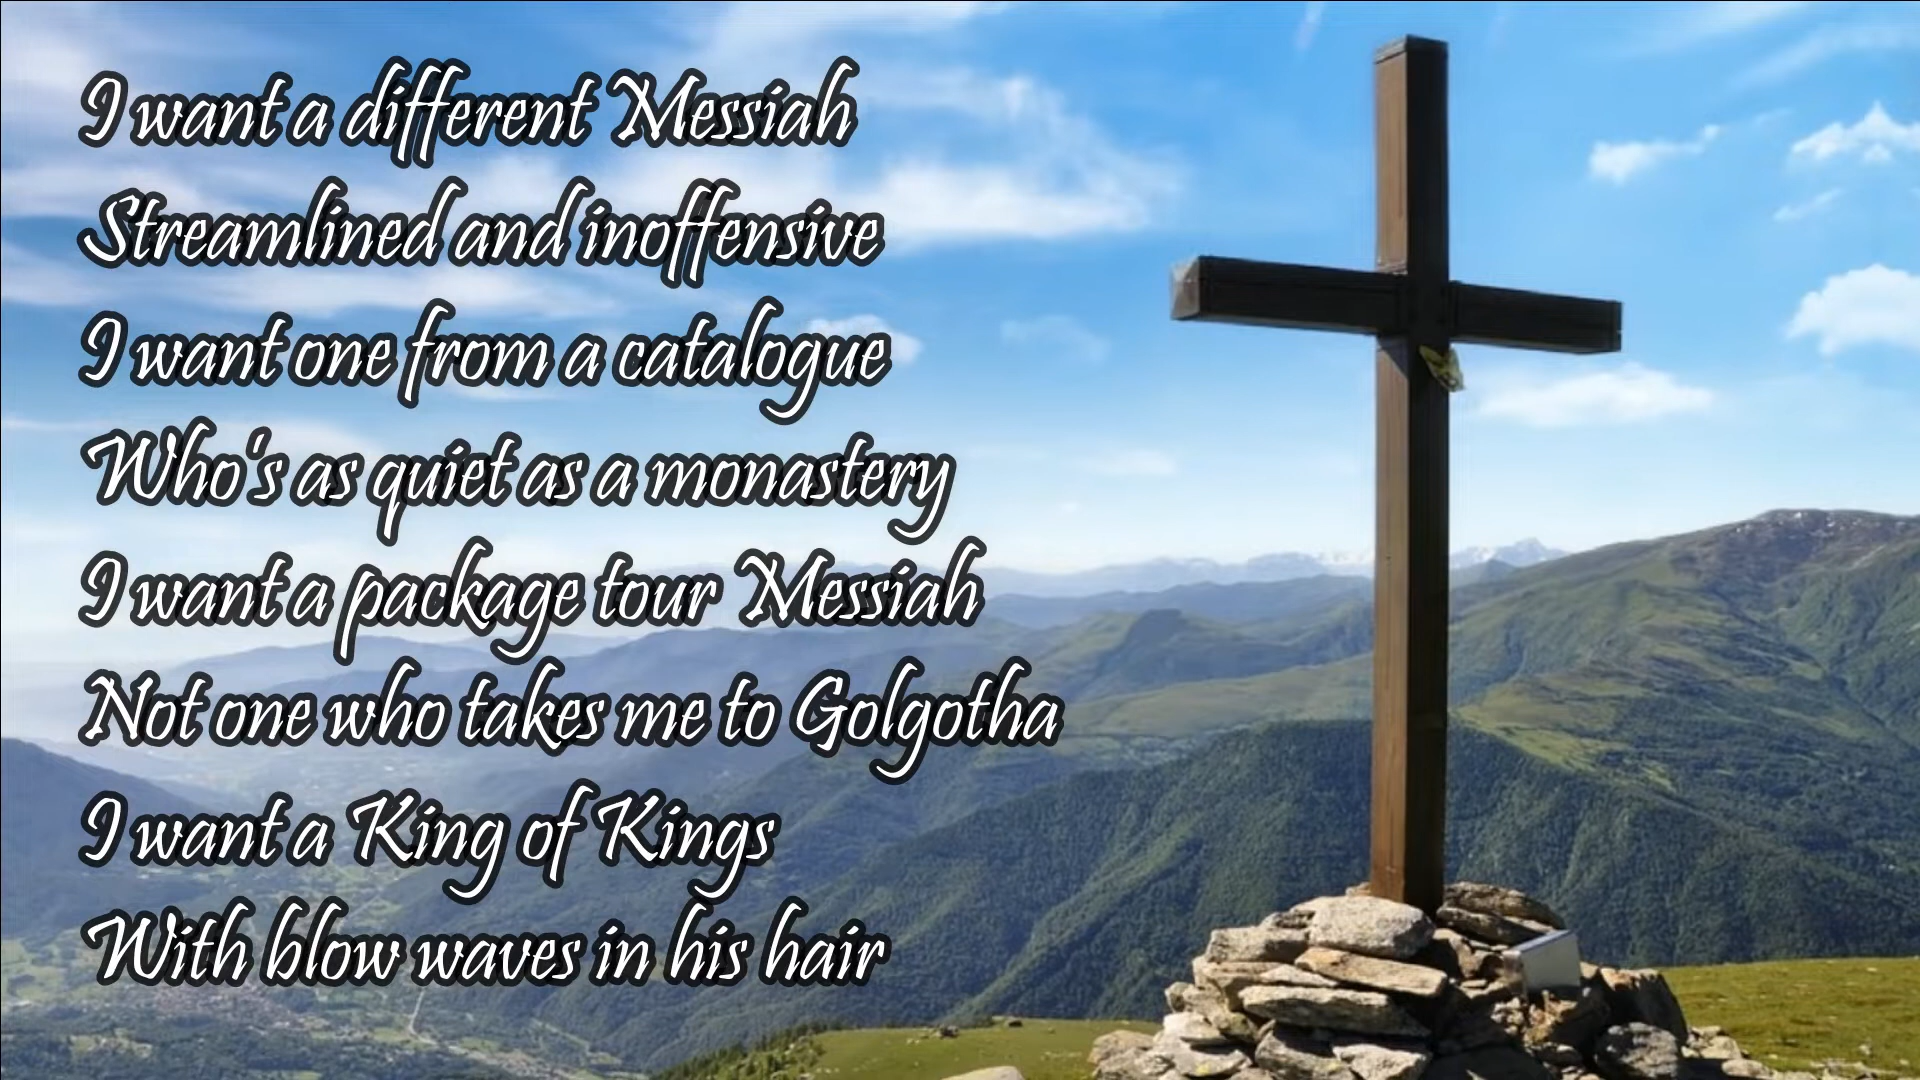 I want a different Messiah
Streamlined and inoffensive
I want one from a catalogue
Who's as quiet as a monastery
I want a package tour Messiah
Not one who takes me to Golgotha
I want a King of Kings
With blow waves in his hair